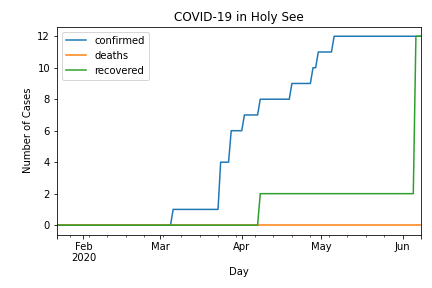 COVID-19 in Holy See
confirmed
deaths
recovered
Number of Cases
12
10
8
6
4
2
0
Feb
2020
Mar
Apr
May
Jun
Day